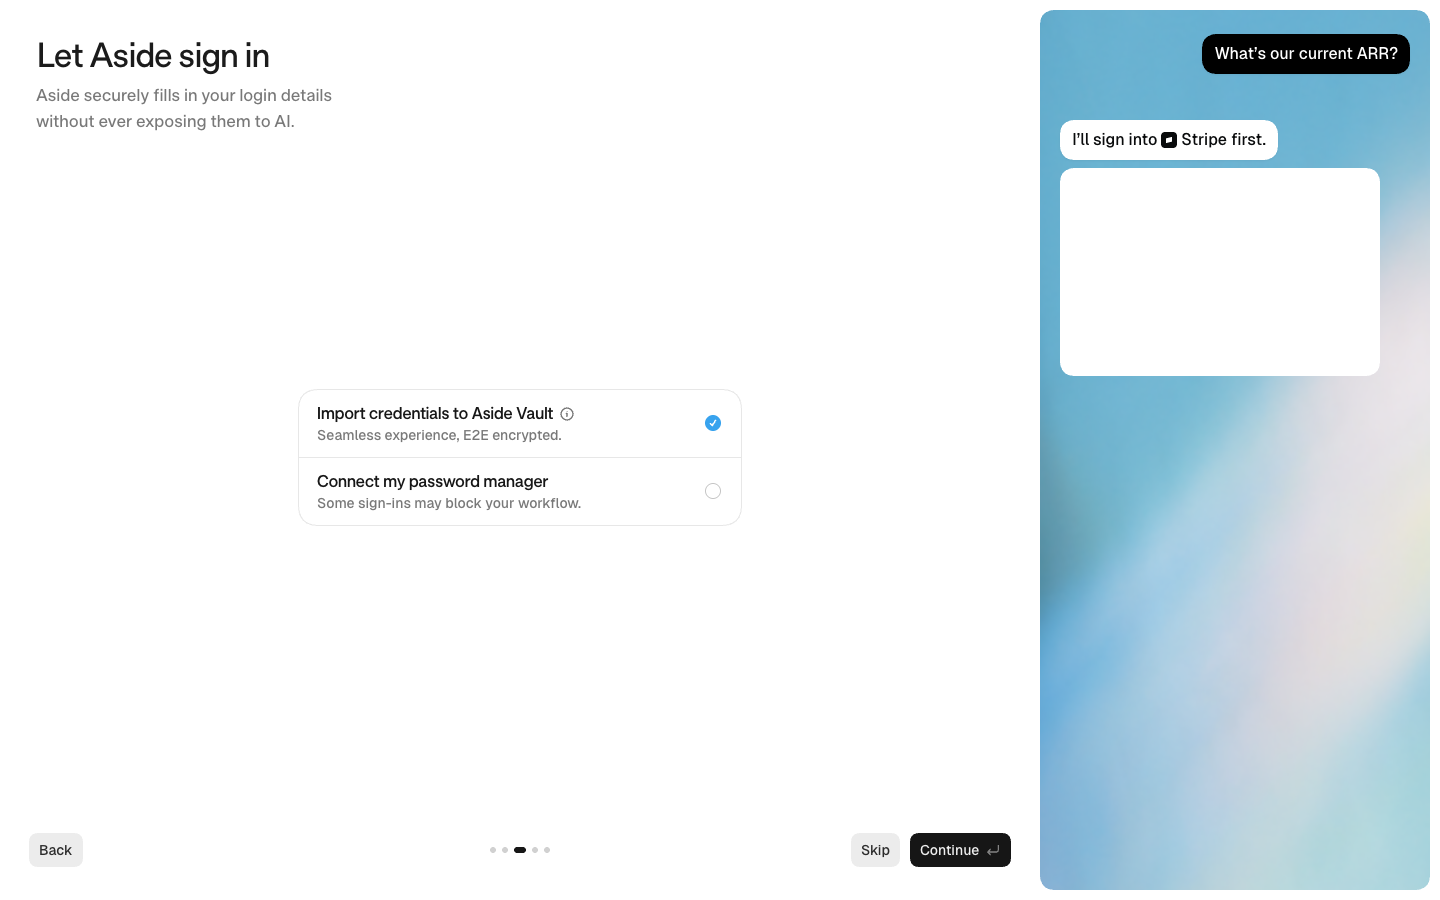 Let Aside sign in
Aside securely fills in your login details
without ever exposing them to AI.
Import credentials to Aside Vault
Seamless experience, E2E encrypted.
Connect my password manager
Some sign-ins may block your workflow.
Back
Skip
Continue
What's our current ARR?
I'll sign into Stripe first.